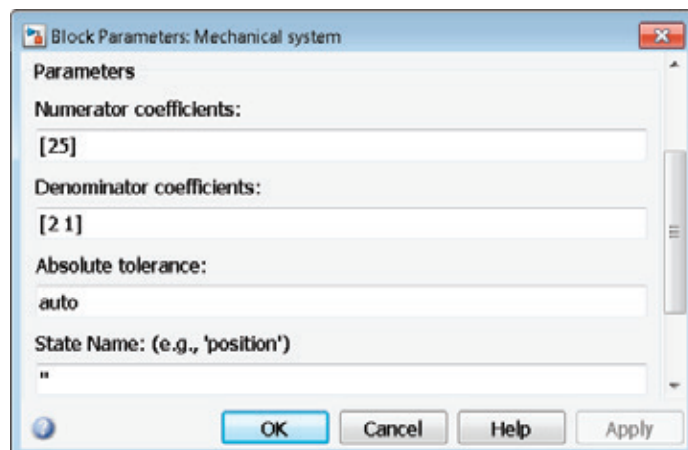 Block Parameters: Mechanical system
Parameters
Numerator coefficients:
[25]
Denominator coefficients:
[2 1]
Absolute tolerance:
auto
State Name: (e.g., 'position')
''
OK Cancel Help Apply